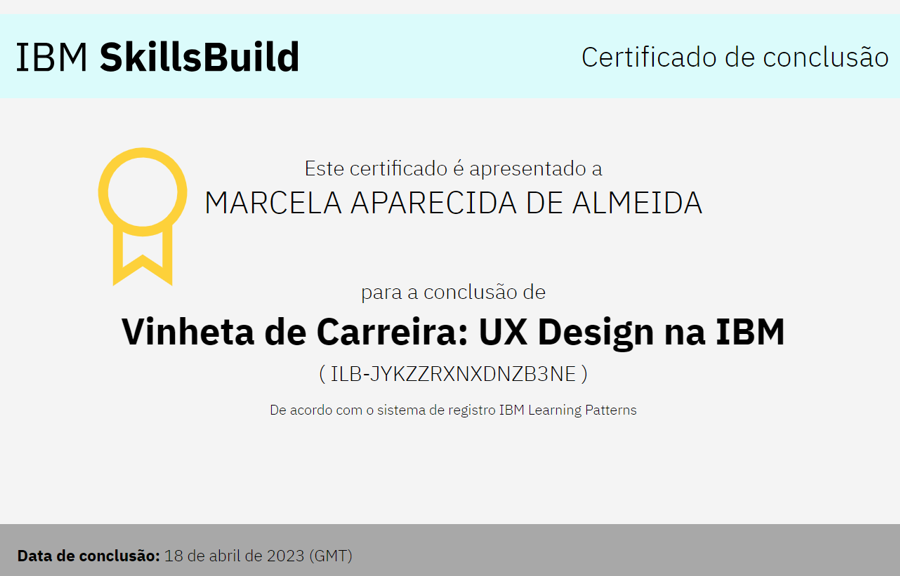 IBM SkillsBuild
Certificado de conclusão
Este certificado é apresentado a
MARCELA APARECIDA DE ALMEIDA
para a conclusão de
Vinheta de Carreira: UX Design na IBM
( ILB-JYKZZRXNXDNZB3NE )
De acordo com o sistema de registro IBM Learning Patterns
Data de conclusão: 18 de abril de 2023 (GMT)